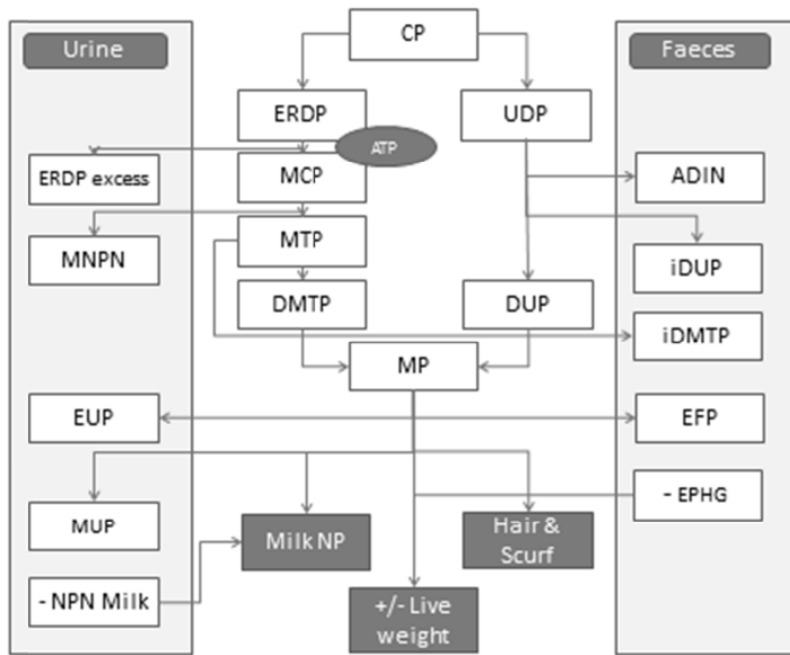 CP
Urine
Faeces
ERDP
UDP
ATP
ERDP excess
MCP
ADIN
MNPN
MTP
iDUP
DMTP
DUP
iDMTP
MP
EUP
EFP
MUP
Milk NP
Hair &
Scurf
- EPHG
- NPN Milk
+/- Live
weight